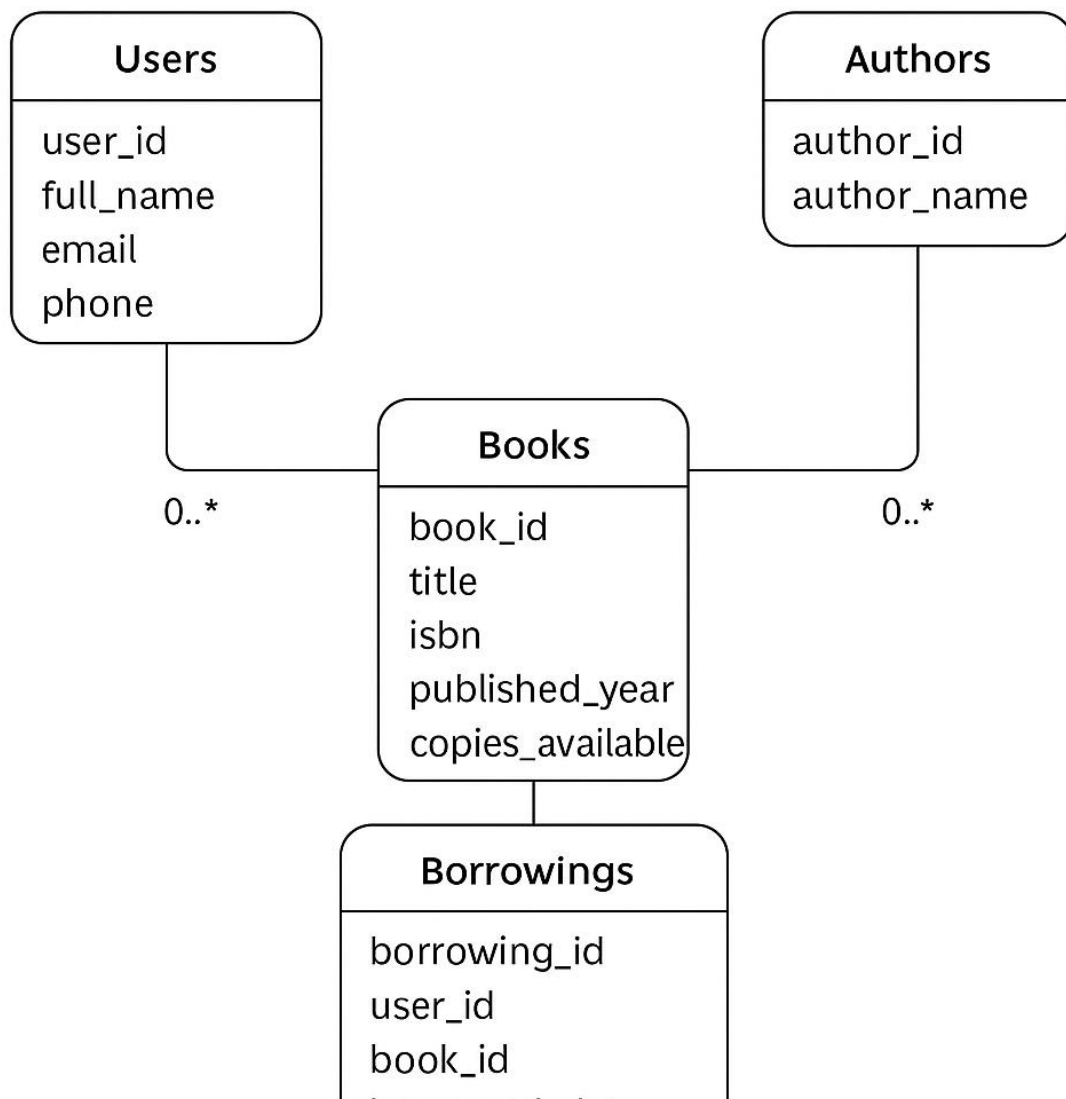 Users
user_id
full_name
email
phone
Authors
author_id
author_name
0..*
0..*
Books
book_id
title
isbn
published_year
copies_available
Borrowings
borrowing_id
user_id
book_id